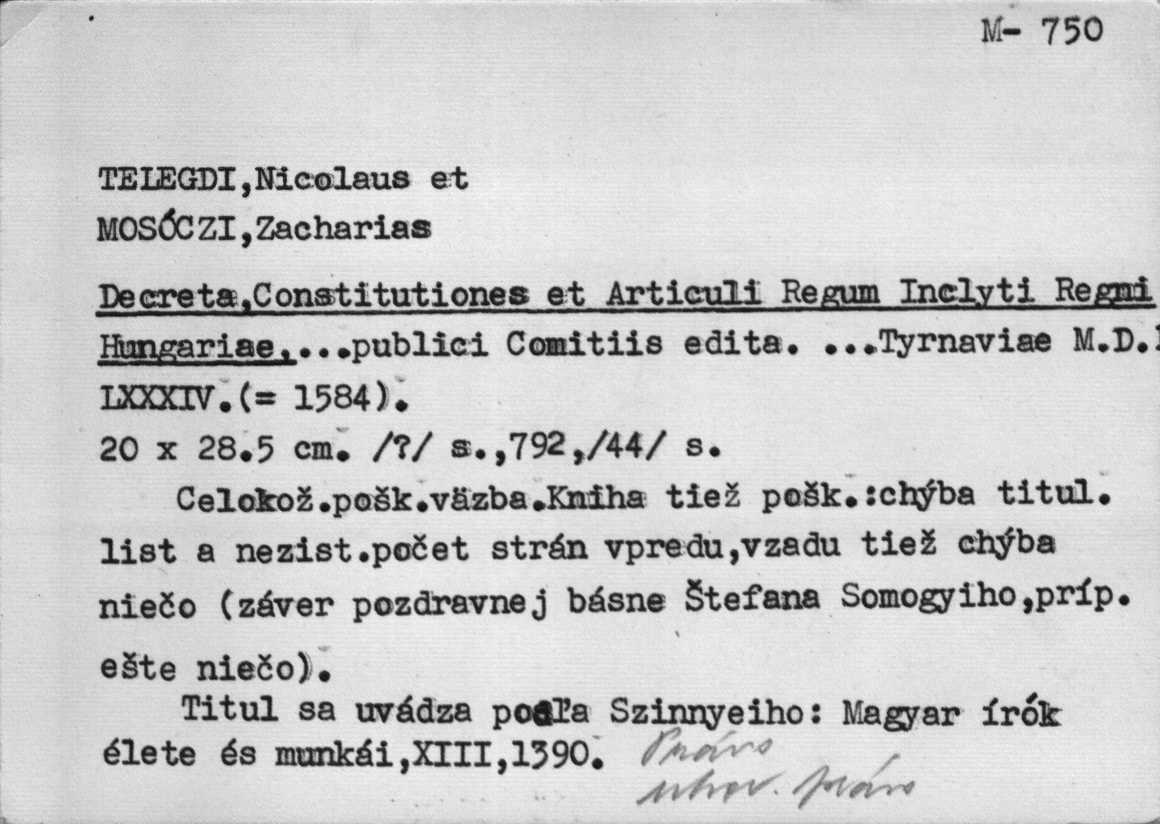 M- 750
TELEGDI,Nicolaus et
MOSÓCZI,Zacharias
Decreta,Constitutiones et Articuli Regum Inclyti Regni
Hungariae,...publici Comitiis edita. ...Tyrnaviae M.D.
LXXXIV.(= 1584).
20 x 28.5 cm. /?/ s.,792,/44/ s.
Celokož.pošk.väzba.Kniha tiež pošk.:chýba titul.
list a nezist.počet strán vpredu,vzadu tiež chýba
niečo (záver pozdravnej básne Štefana Somogyiho,príp.
ešte niečo).
Titul sa uvádza podľa Szinnyeiho: Magyar írók
élete és munkái,XIII,1390. Právo
uhor. právo